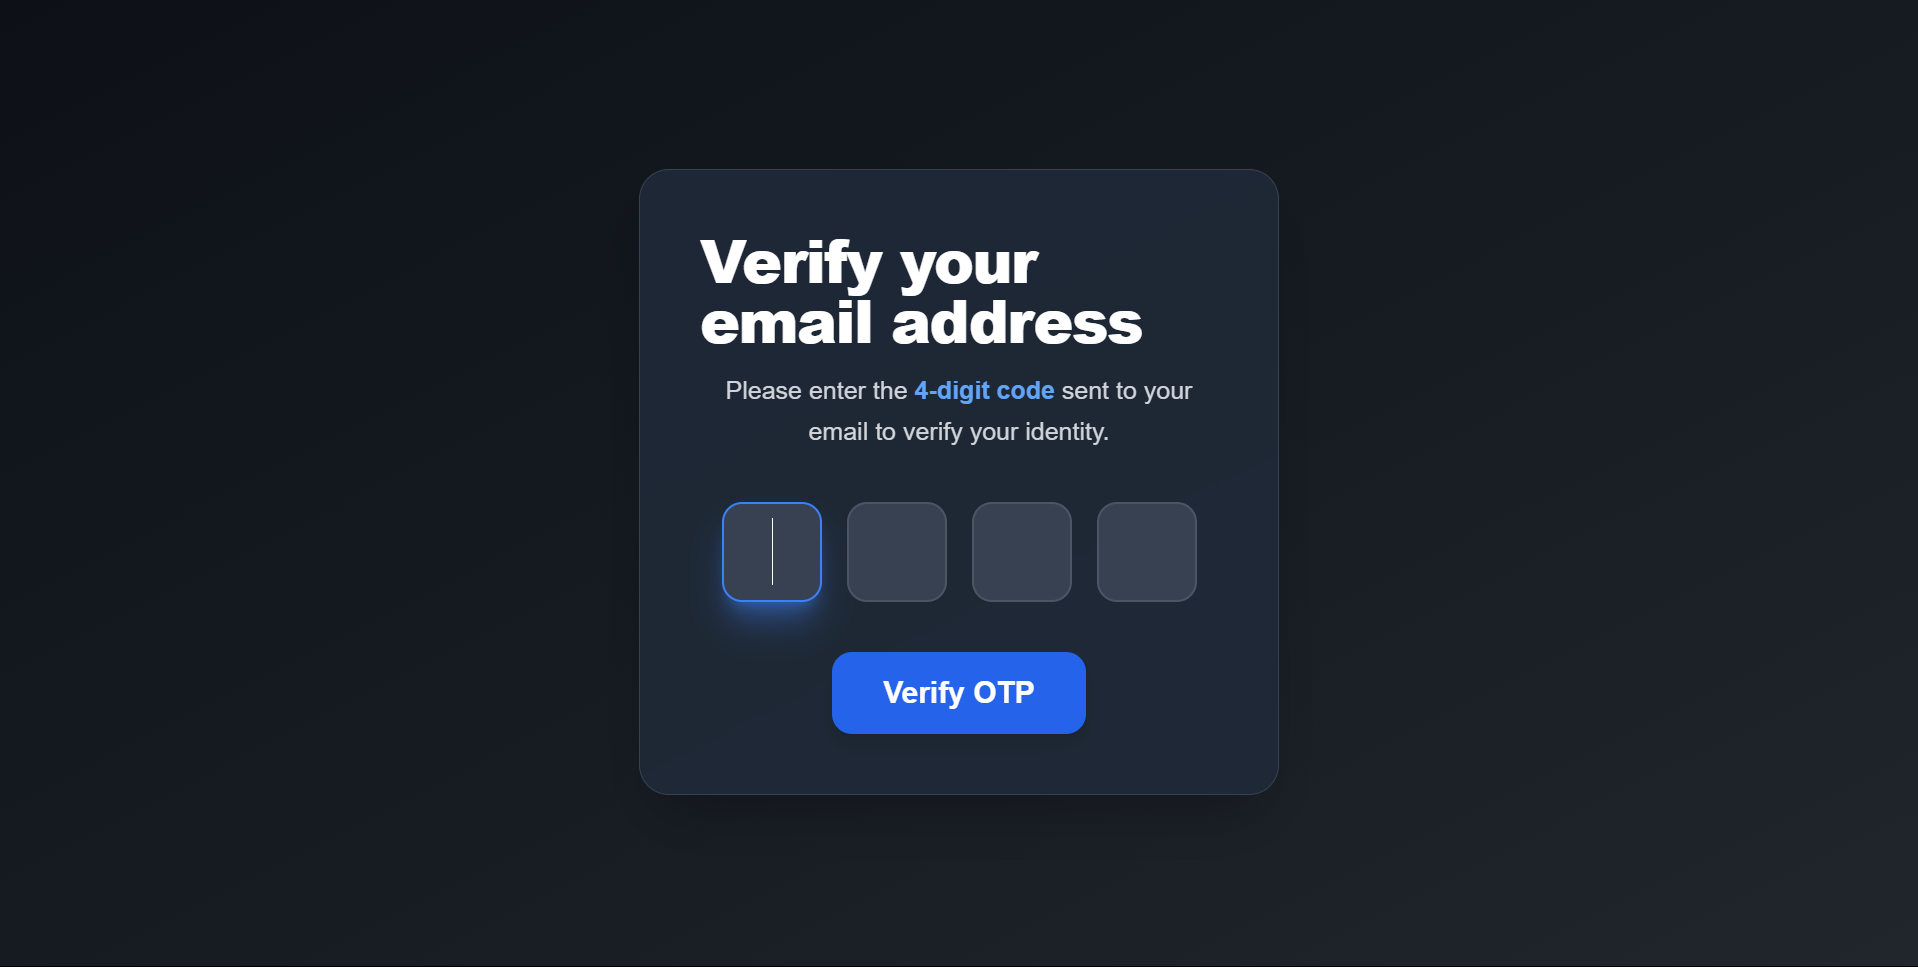 Verify your
email address
Please enter the 4-digit code sent to your
email to verify your identity.
Verify OTP